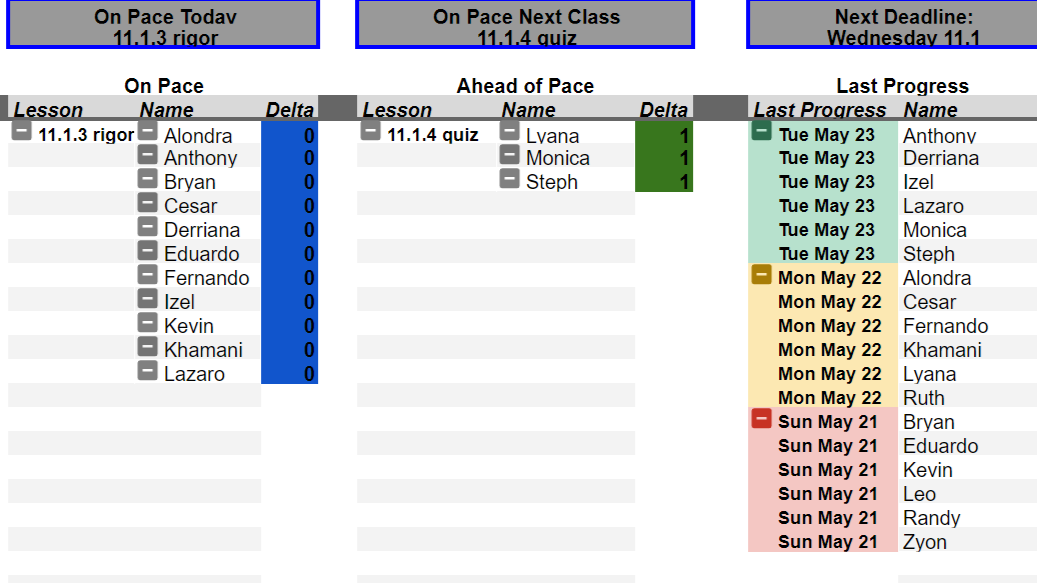 On Pace Today
11.1.3 rigor
On Pace Next Class
11.1.4 quiz
Next Deadline:
Wednesday 11.1
On Pace
Lesson Name Delta
11.1.3 rigor Alondra 0
Anthony 0
Bryan 0
Cesar 0
Derriana 0
Eduardo 0
Fernando 0
Izel 0
Kevin 0
Khamani 0
Lazaro 0
Ahead of Pace
Lesson Name Delta
11.1.4 quiz Lyana 1
Monica 1
Steph 1
Last Progress
Last Progress Name
Tue May 23 Anthony
Tue May 23 Derriana
Tue May 23 Izel
Tue May 23 Lazaro
Tue May 23 Monica
Tue May 23 Steph
Mon May 22 Alondra
Mon May 22 Cesar
Mon May 22 Fernando
Mon May 22 Khamani
Mon May 22 Lyana
Mon May 22 Ruth
Sun May 21 Bryan
Sun May 21 Eduardo
Sun May 21 Kevin
Sun May 21 Leo
Sun May 21 Randy
Sun May 21 Zyon